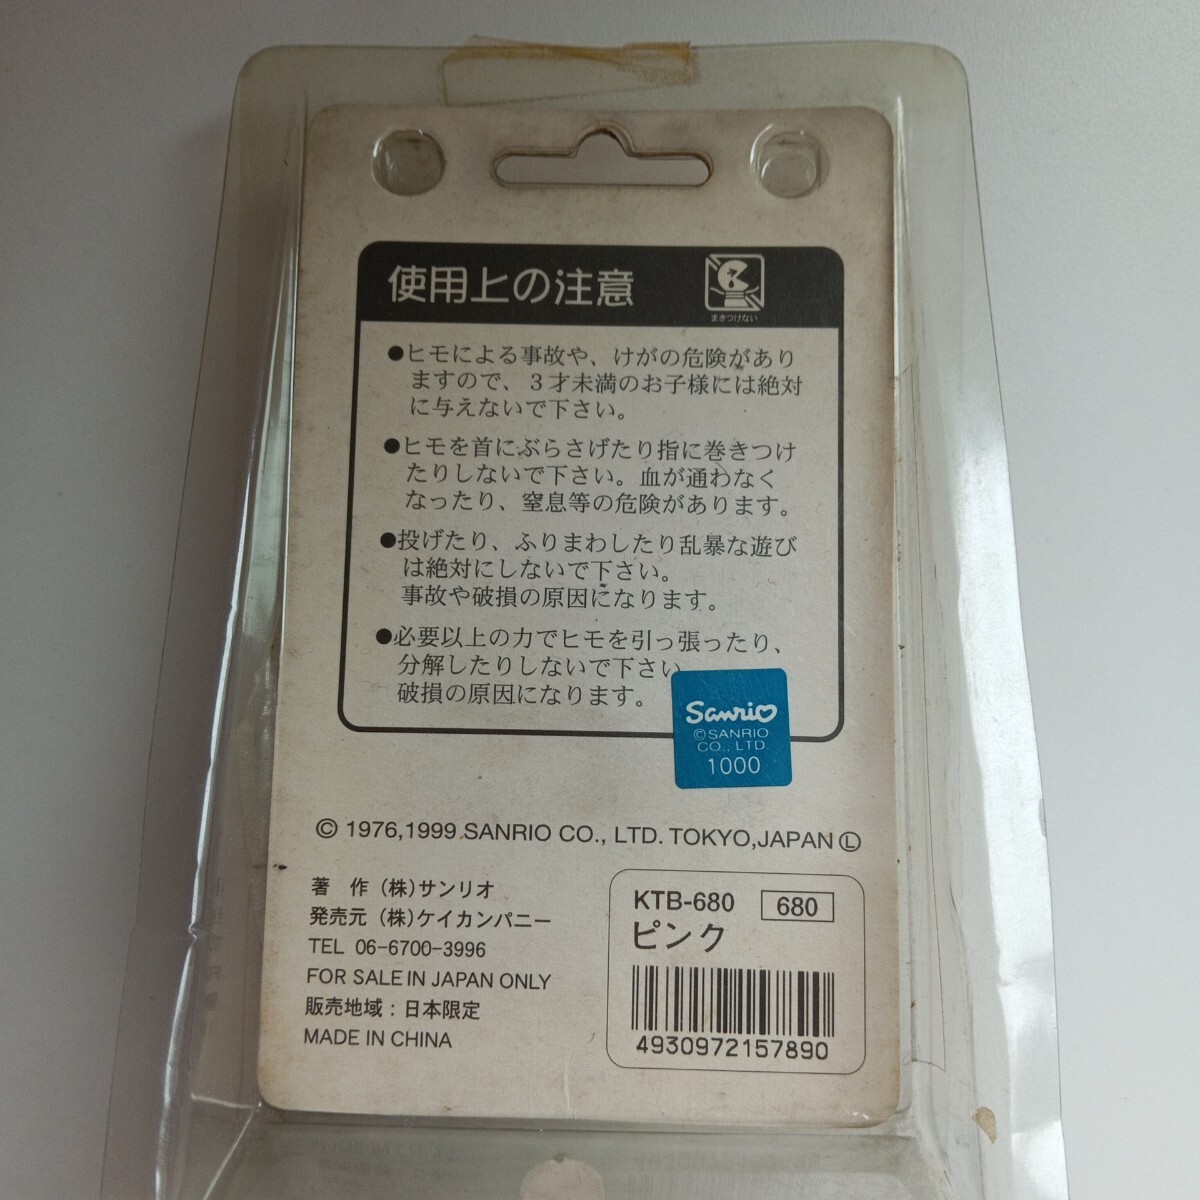 使用上の注意
まきつけない
●ヒモによる事故や、けがの危険があり
ますので、3才未満のお子様には絶対
に与えないで下さい。
●ヒモを首にぶらさげたり指に巻きつけ
たりしないで下さい。血が通わなく
なったり、窒息等の危険があります。
●投げたり、ふりまわしたり乱暴な遊び
は絶対にしないで下さい。
事故や破損の原因になります。
●必要以上の力でヒモを引っ張ったり、
分解したりしないで下さい
破損の原因になります。
Sanrio
©SANRIO
CO., LTD.
1000
© 1976,1999 SANRIO CO., LTD. TOKYO,JAPAN Ⓛ
著 作 (株)サンリオ
発売元 (株)ケイカンパニー
TEL 06-6700-3996
FOR SALE IN JAPAN ONLY
販売地域：日本限定
MADE IN CHINA
KTB-680 680
ピンク
4930972157890